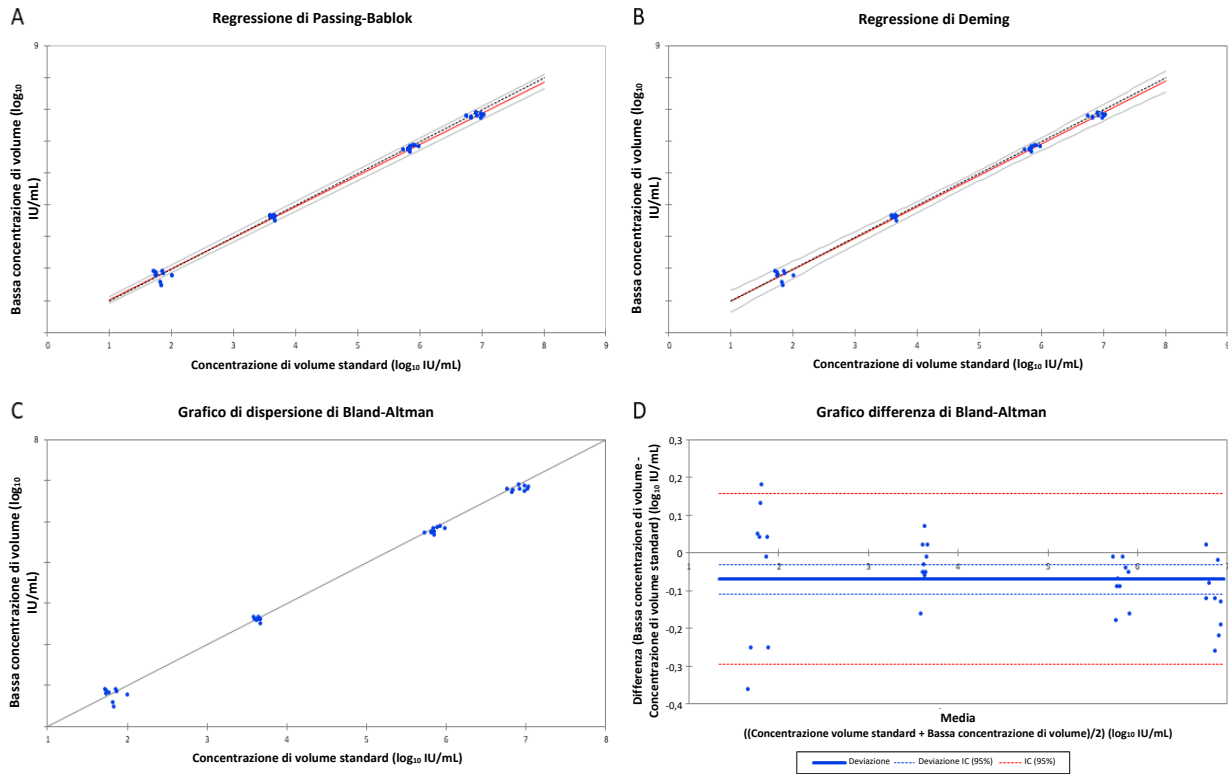 A
Regressione di Passing-Bablok
9
Bassa concentrazione di volume (log₁₀
IU/mL)
0 1 2 3 4 5 6 7 8 9
Concentrazione di volume standard (log₁₀ IU/mL)
B
Regressione di Deming
9
Bassa concentrazione di volume (log₁₀
IU/mL)
0 1 2 3 4 5 6 7 8 9
Concentrazione di volume standard (log₁₀ IU/mL)
C
Grafico di dispersione di Bland-Altman
8
Bassa concentrazione di volume (log₁₀
IU/mL)
1 2 3 4 5 6 7 8
Concentrazione di volume standard (log₁₀ IU/mL)
D
Grafico differenza di Bland-Altman
Differenza (Bassa concentrazione di volume -
Concentrazione di volume standard) (log₁₀ IU/mL)
0,3
0,2
0,1
0
-0,1
-0,2
-0,3
-0,4
1 2 3 4 5 6 7
Media
((Concentrazione volume standard + Bassa concentrazione di volume)/2) (log₁₀ IU/mL)
Deviazione Deviazione IC (95%) IC (95%)